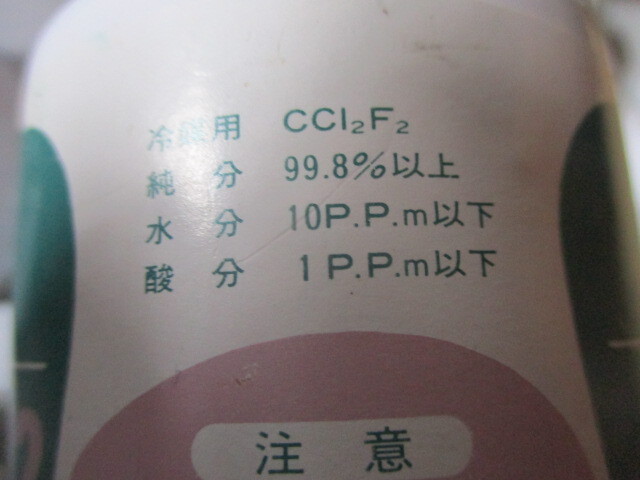 冷媒用 CCl₂F₂
純分 99.8%以上
水分 10P.P.m以下
酸分 1P.P.m以下
注意